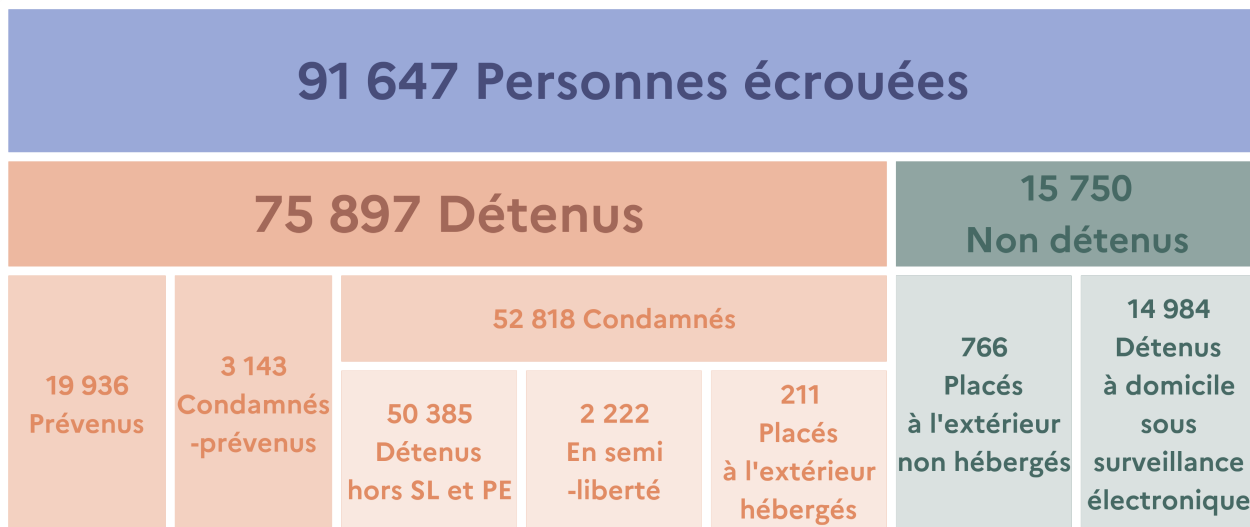 91 647 Personnes écrouées
75 897 Détenus
15 750
Non détenus
19 936
Prévenus
3 143
Condamnés
-prévenus
52 818 Condamnés
50 385
Détenus
hors SL et PE
2 222
En semi
-liberté
211
Placés
à l'extérieur
hébergés
766
Placés
à l'extérieur
non hébergés
14 984
Détenus
à domicile
sous
surveillance
électronique